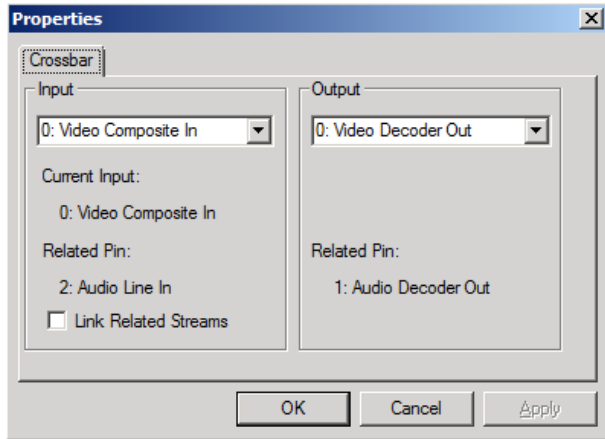 Properties
Crossbar
Input
0: Video Composite In
Current Input:
0: Video Composite In
Related Pin:
2: Audio Line In
Link Related Streams
Output
0: Video Decoder Out
Related Pin:
1: Audio Decoder Out
OK
Cancel
Apply